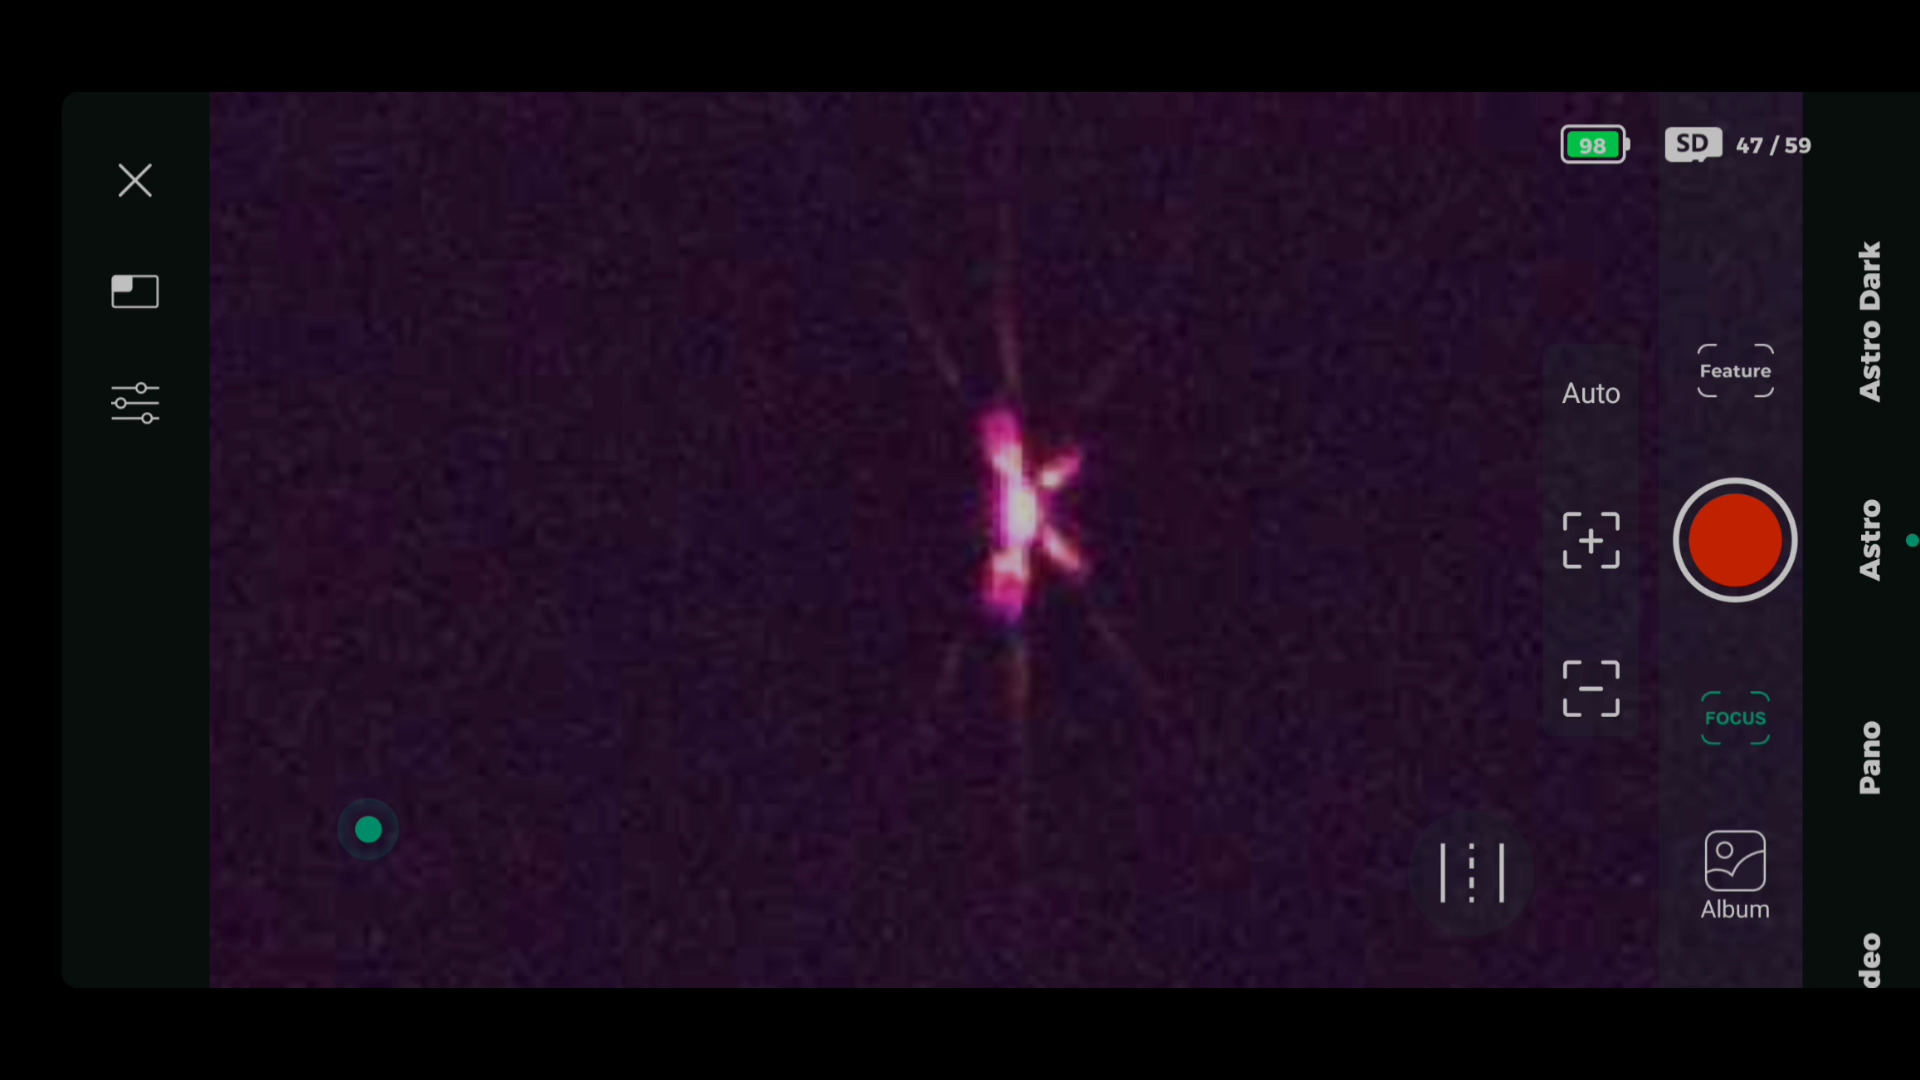 98
SD
47 / 59
Auto
Feature
FOCUS
Album
Astro Dark
Astro
Pano
deo